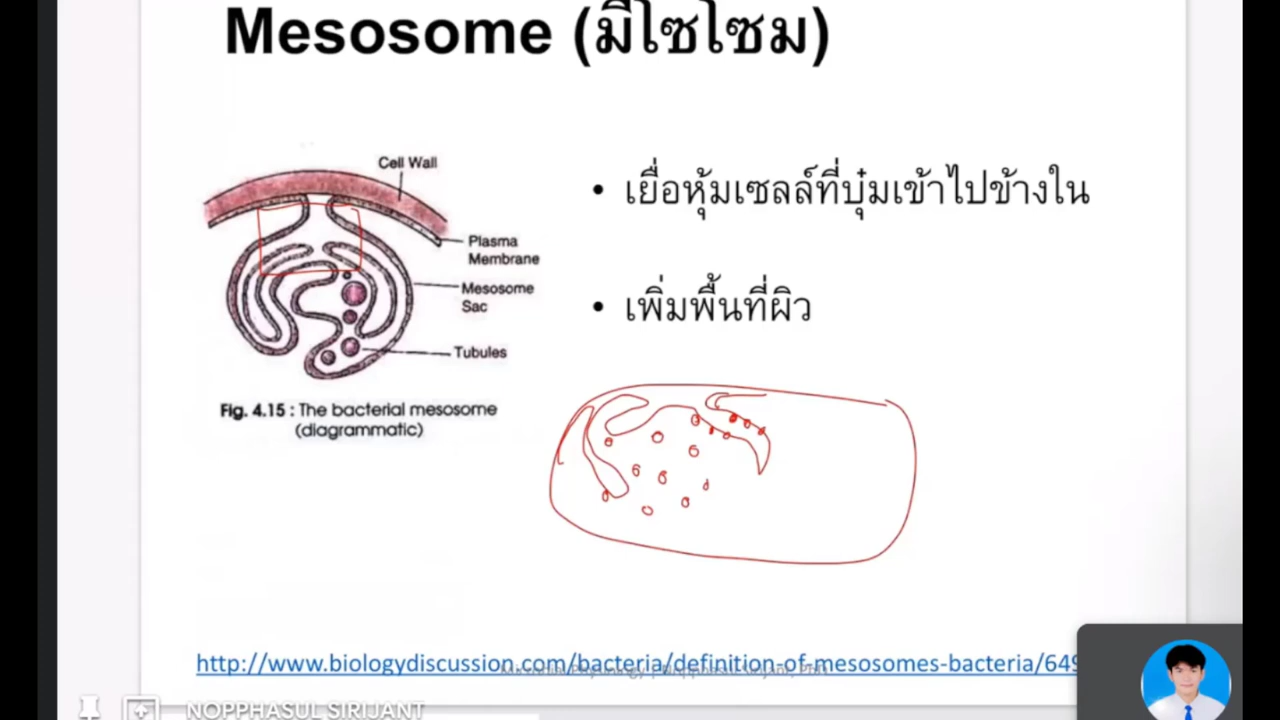 Mesosome (มีโซโซม)
Cell Wall
Plasma
Membrane
Mesosome
Sac
Tubules
Fig. 4.15 : The bacterial mesosome
(diagrammatic)
• เยื่อหุ้มเซลล์ที่บุ๋มเข้าไปข้างใน
• เพิ่มพื้นที่ผิว
http://www.biologydiscussion.com/bacteria/definition-of-mesosomes-bacteria/649
NOPPHASUL SIRIJANT